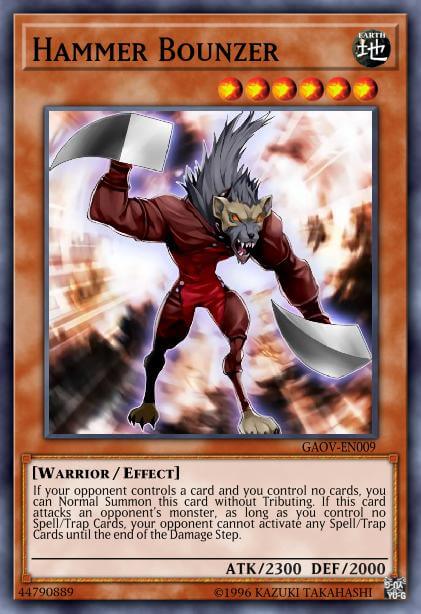 HAMMER BOUNZER
EARTH
地
GAOV-EN009
[WARRIOR / EFFECT]
If your opponent controls a card and you control no cards, you
can Normal Summon this card without Tributing. If this card
attacks an opponent's monster, as long as you control no
Spell/Trap Cards, your opponent cannot activate any Spell/Trap
Cards until the end of the Damage Step.
ATK/2300 DEF/2000
44790889
©1996 KAZUKI TAKAHASHI